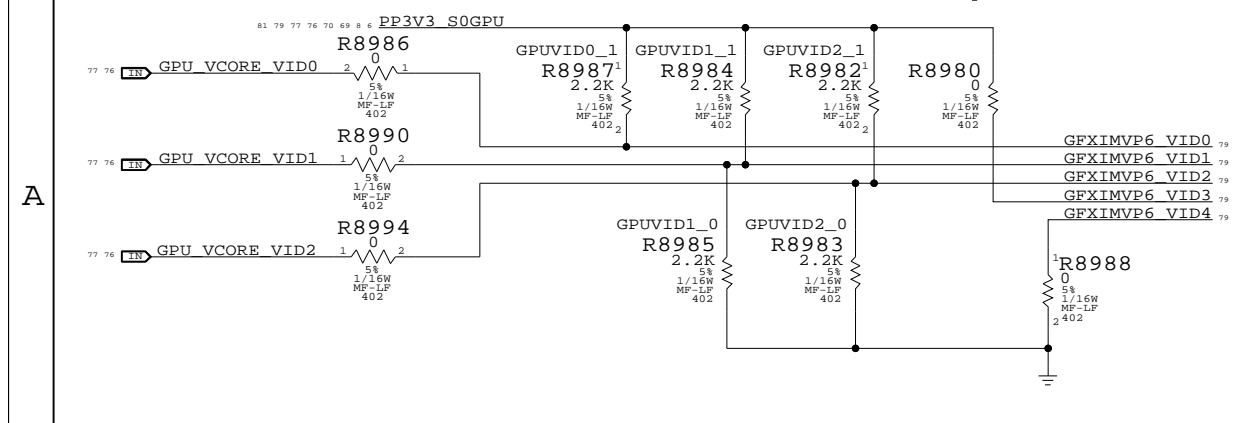 81 79 77 76 70 69 8 6 PP3V3_S0GPU
R8986
0
77 76 IN GPU_VCORE_VID0 2 1
5%
1/16W
MF-LF
402
GPUVID0_1
R8987 1
2.2K
5%
1/16W
MF-LF
402 2
GPUVID1_1
R8984
2.2K
5%
1/16W
MF-LF
402
GPUVID2_1
R8982 1
2.2K
5%
1/16W
MF-LF
402 2
R8980
0
5%
1/16W
MF-LF
402
R8990
0
77 76 IN GPU_VCORE_VID1 1 2
5%
1/16W
MF-LF
402
GFXIMVP6_VID0 79
GFXIMVP6_VID1 79
GFXIMVP6_VID2 79
GFXIMVP6_VID3 79
GFXIMVP6_VID4 79
A
R8994
0
77 76 IN GPU_VCORE_VID2 1 2
5%
1/16W
MF-LF
402
GPUVID1_0
R8985
2.2K
5%
1/16W
MF-LF
402
GPUVID2_0
R8983
2.2K
5%
1/16W
MF-LF
402
1 R8988
0
5%
1/16W
MF-LF
2 402